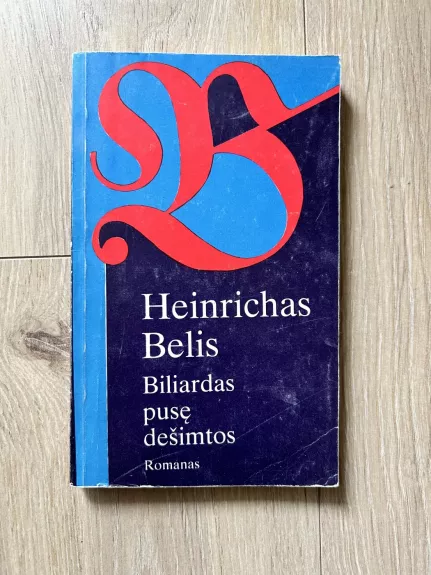 B
Heinrichas
Belis
Biliardas
pusę
dešimtos
Romanas